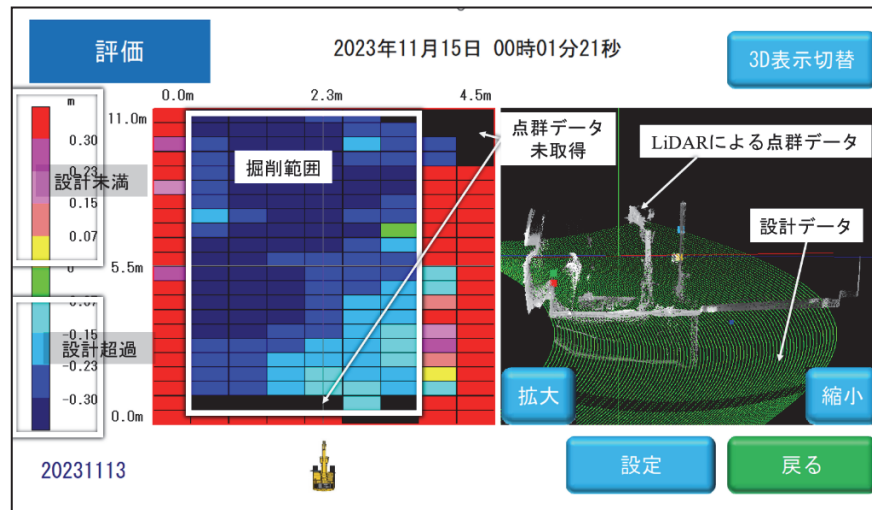 評価
2023年11月15日 00時01分21秒
3D表示切替
m
0.30
0.23
設計未満
0.15
0.07
0
-0.07
-0.15
設計超過
-0.23
-0.30
0.0m
2.3m
4.5m
11.0m
5.5m
0.0m
掘削範囲
点群データ
未取得
LiDARによる点群データ
設計データ
拡大
縮小
20231113
設定
戻る